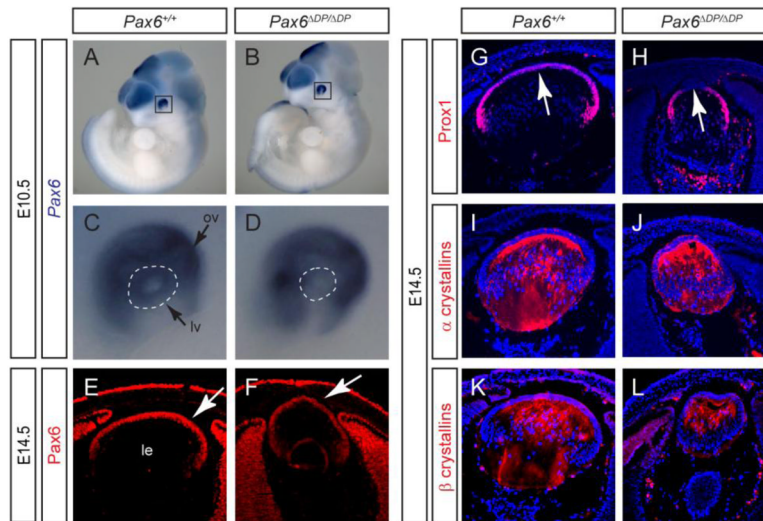 Pax6+/+
Pax6ΔDP/ΔDP
Pax6+/+
Pax6ΔDP/ΔDP
E10.5
Pax6
A
B
C
ov
lv
D
E14.5
Pax6
E
le
F
E14.5
Prox1
G
H
α crystallins
I
J
β crystallins
K
L